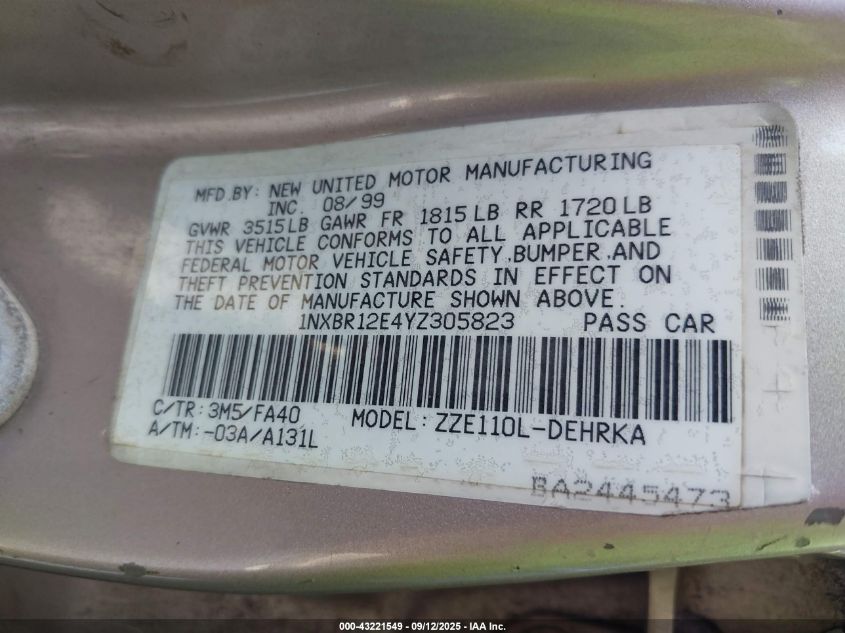 MFD.BY: NEW UNITED MOTOR MANUFACTURING
INC. 08/99
GVWR 3515LB GAWR FR 1815LB RR 1720LB
THIS VEHICLE CONFORMS TO ALL APPLICABLE
FEDERAL MOTOR VEHICLE SAFETY,BUMPER,AND
THEFT PREVENTION STANDARDS IN EFFECT ON
THE DATE OF MANUFACTURE SHOWN ABOVE.
1NXBR12E4YZ305823 PASS CAR
C/TR:3M5/FA40 MODEL:ZZE110L-DEHRKA
A/TM:-03A/A131L
BA2445473
000-43221549 - 09/12/2025 - IAA Inc.